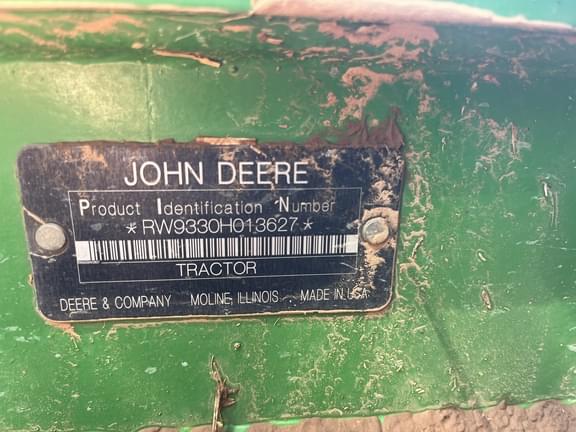 JOHN DEERE
Product Identification Number
*RW9330H013627*
TRACTOR
DEERE & COMPANY MOLINE, ILLINOIS MADE IN USA